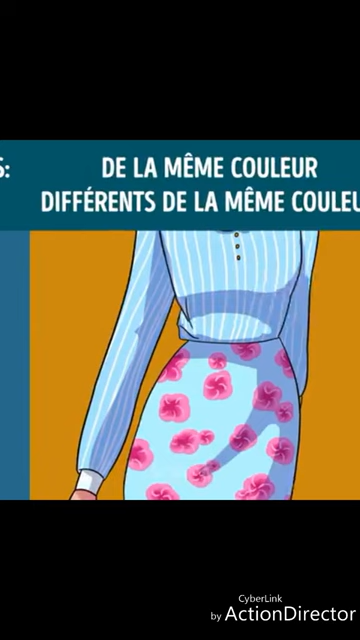 S:
DE LA MÊME COULEUR
DIFFÉRENTS DE LA MÊME COULEU
CyberLink
by ActionDirector